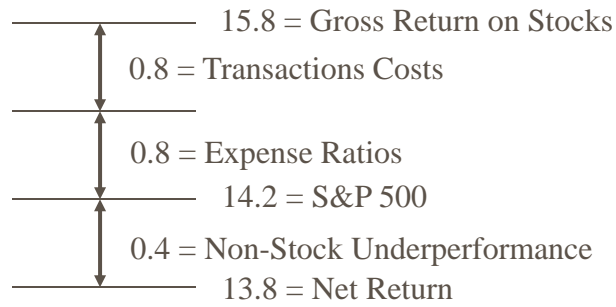 15.8 = Gross Return on Stocks
0.8 = Transactions Costs
0.8 = Expense Ratios
14.2 = S&P 500
0.4 = Non-Stock Underperformance
13.8 = Net Return